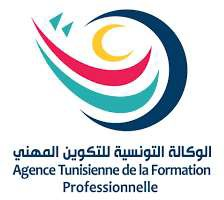 الوكالة التونسية للتكوين المهني
Agence Tunisienne de la Formation
Professionnelle